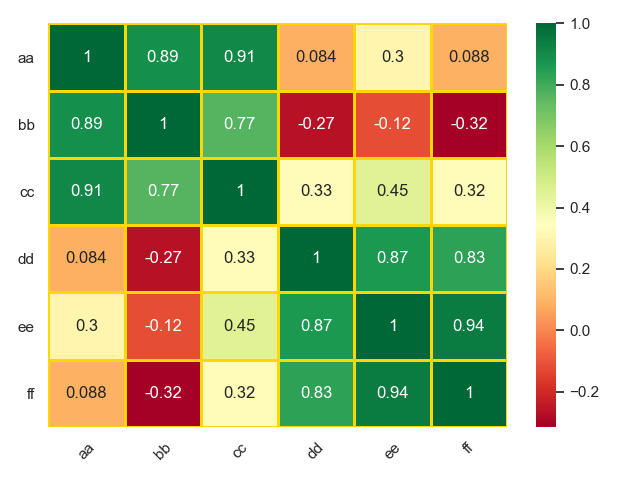 aa 1 0.89 0.91 0.084 0.3 0.088
bb 0.89 1 0.77 -0.27 -0.12 -0.32
cc 0.91 0.77 1 0.33 0.45 0.32
dd 0.084 -0.27 0.33 1 0.87 0.83
ee 0.3 -0.12 0.45 0.87 1 0.94
ff 0.088 -0.32 0.32 0.83 0.94 1
aa bb cc dd ee ff
1.0
0.8
0.6
0.4
0.2
0.0
−0.2